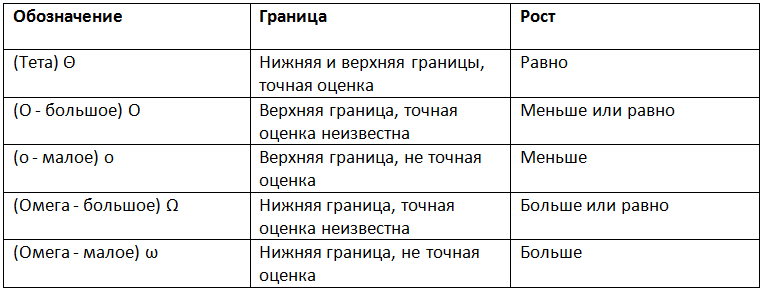 Обозначение Граница Рост
(Тета) Θ Нижняя и верхняя границы, Равно
точная оценка
(О - большое) О Верхняя граница, точная Меньше или равно
оценка неизвестна
(о - малое) о Верхняя граница, не точная Меньше
оценка
(Омега - большое) Ω Нижняя граница, точная Больше или равно
оценка неизвестна
(Омега - малое) ω Нижняя граница, не точная Больше
оценка